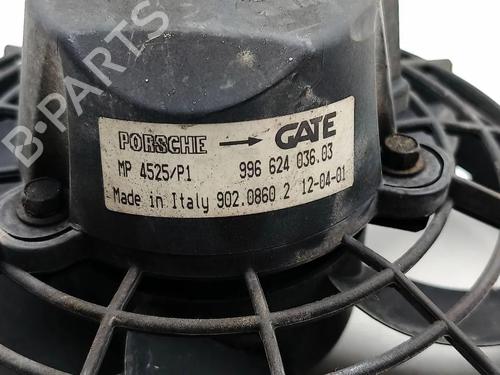 B-PARTS
PORSCHE → GATE
MP 4525/P1 996 624 036.03
Made in Italy 902.0860 2 12-04-01